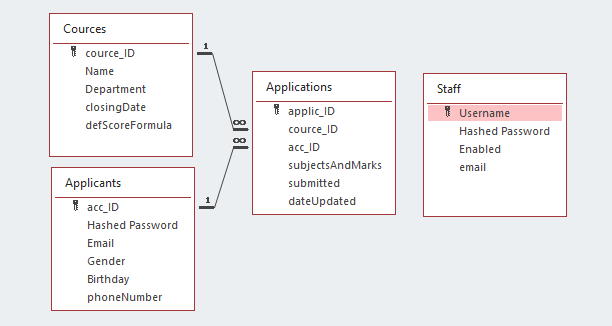 Cources
cource_ID
Name
Department
closingDate
defScoreFormula
1
∞
Applications
applic_ID
cource_ID
acc_ID
subjectsAndMarks
submitted
dateUpdated
Staff
Username
Hashed Password
Enabled
email
∞
1
Applicants
acc_ID
Hashed Password
Email
Gender
Birthday
phoneNumber